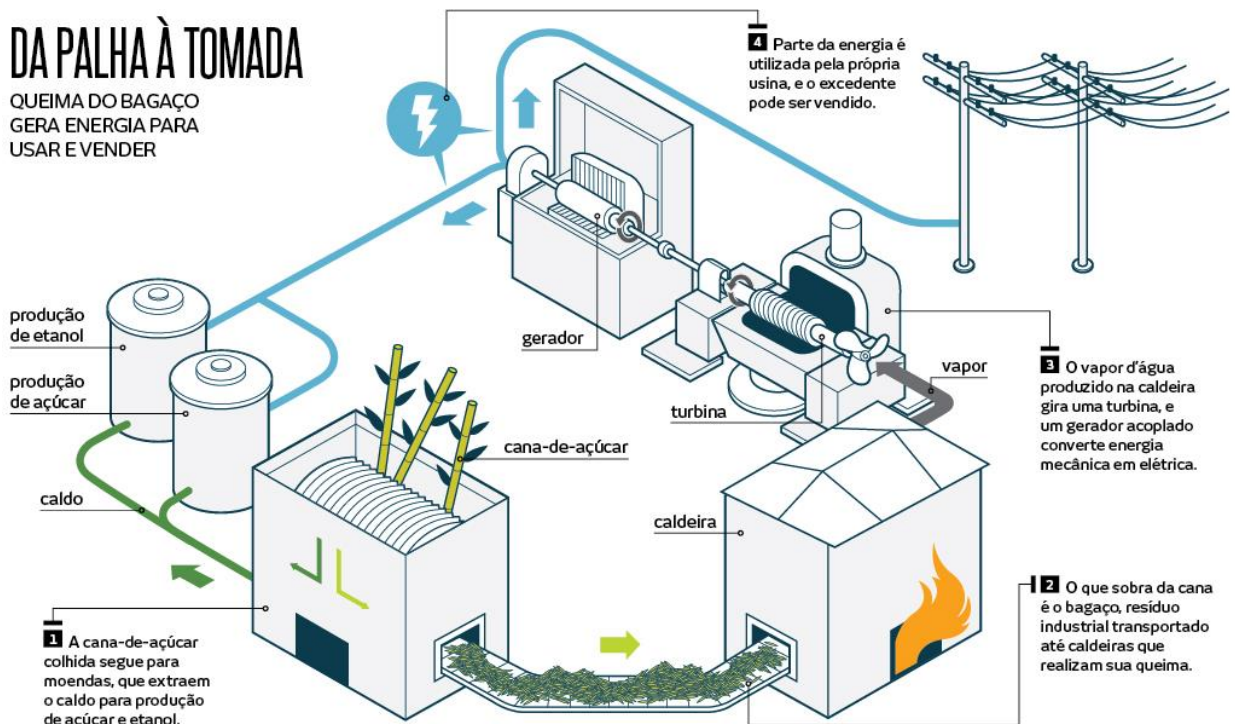 DA PALHA À TOMADA
QUEIMA DO BAGAÇO
GERA ENERGIA PARA
USAR E VENDER
4 Parte da energia é
utilizada pela própria
usina, e o excedente
pode ser vendido.
produção
de etanol
produção
de açúcar
gerador
turbina
vapor
3 O vapor d'água
produzido na caldeira
gira uma turbina, e
um gerador acoplado
converte energia
mecânica em elétrica.
cana-de-açúcar
caldo
caldeira
1 A cana-de-açúcar
colhida segue para
moendas, que extraem
o caldo para produção
de açúcar e etanol.
2 O que sobra da cana
é o bagaço, resíduo
industrial transportado
até caldeiras que
realizam sua queima.